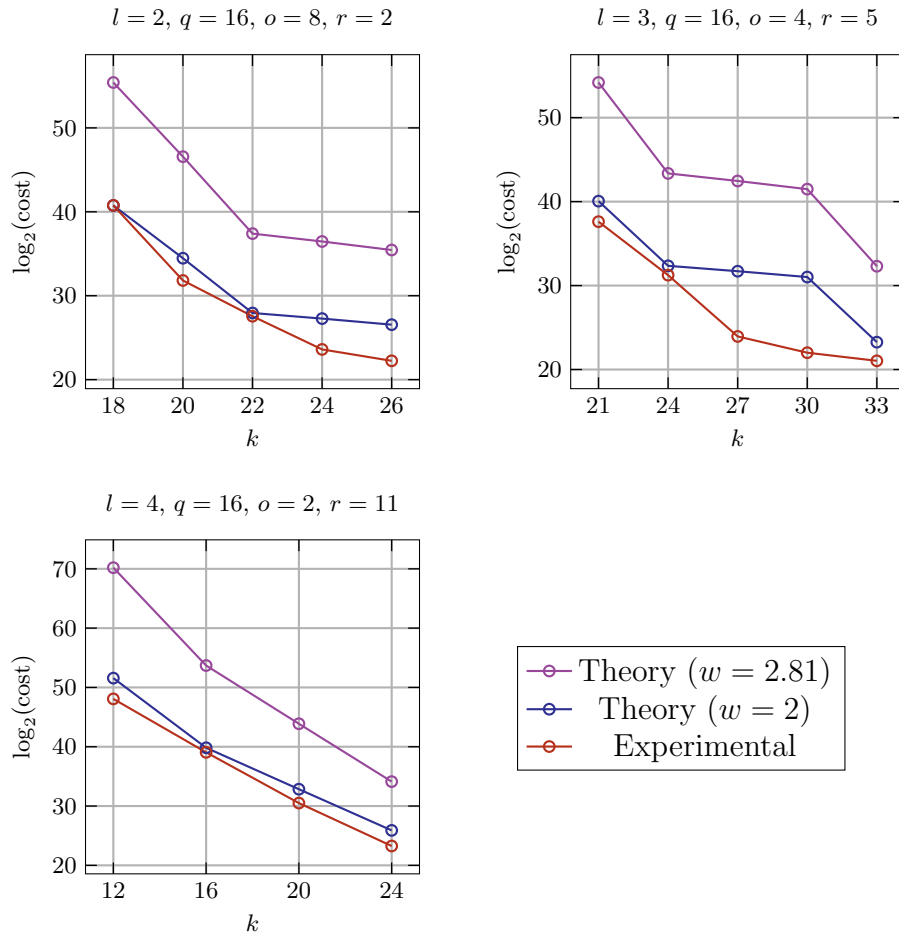 l = 2, q = 16, o = 8, r = 2
50
40
30
20
log₂(cost)
18 20 22 24 26
k
l = 3, q = 16, o = 4, r = 5
50
40
30
20
log₂(cost)
21 24 27 30 33
k
l = 4, q = 16, o = 2, r = 11
70
60
50
40
30
20
log₂(cost)
12 16 20 24
k
Theory (w = 2.81)
Theory (w = 2)
Experimental